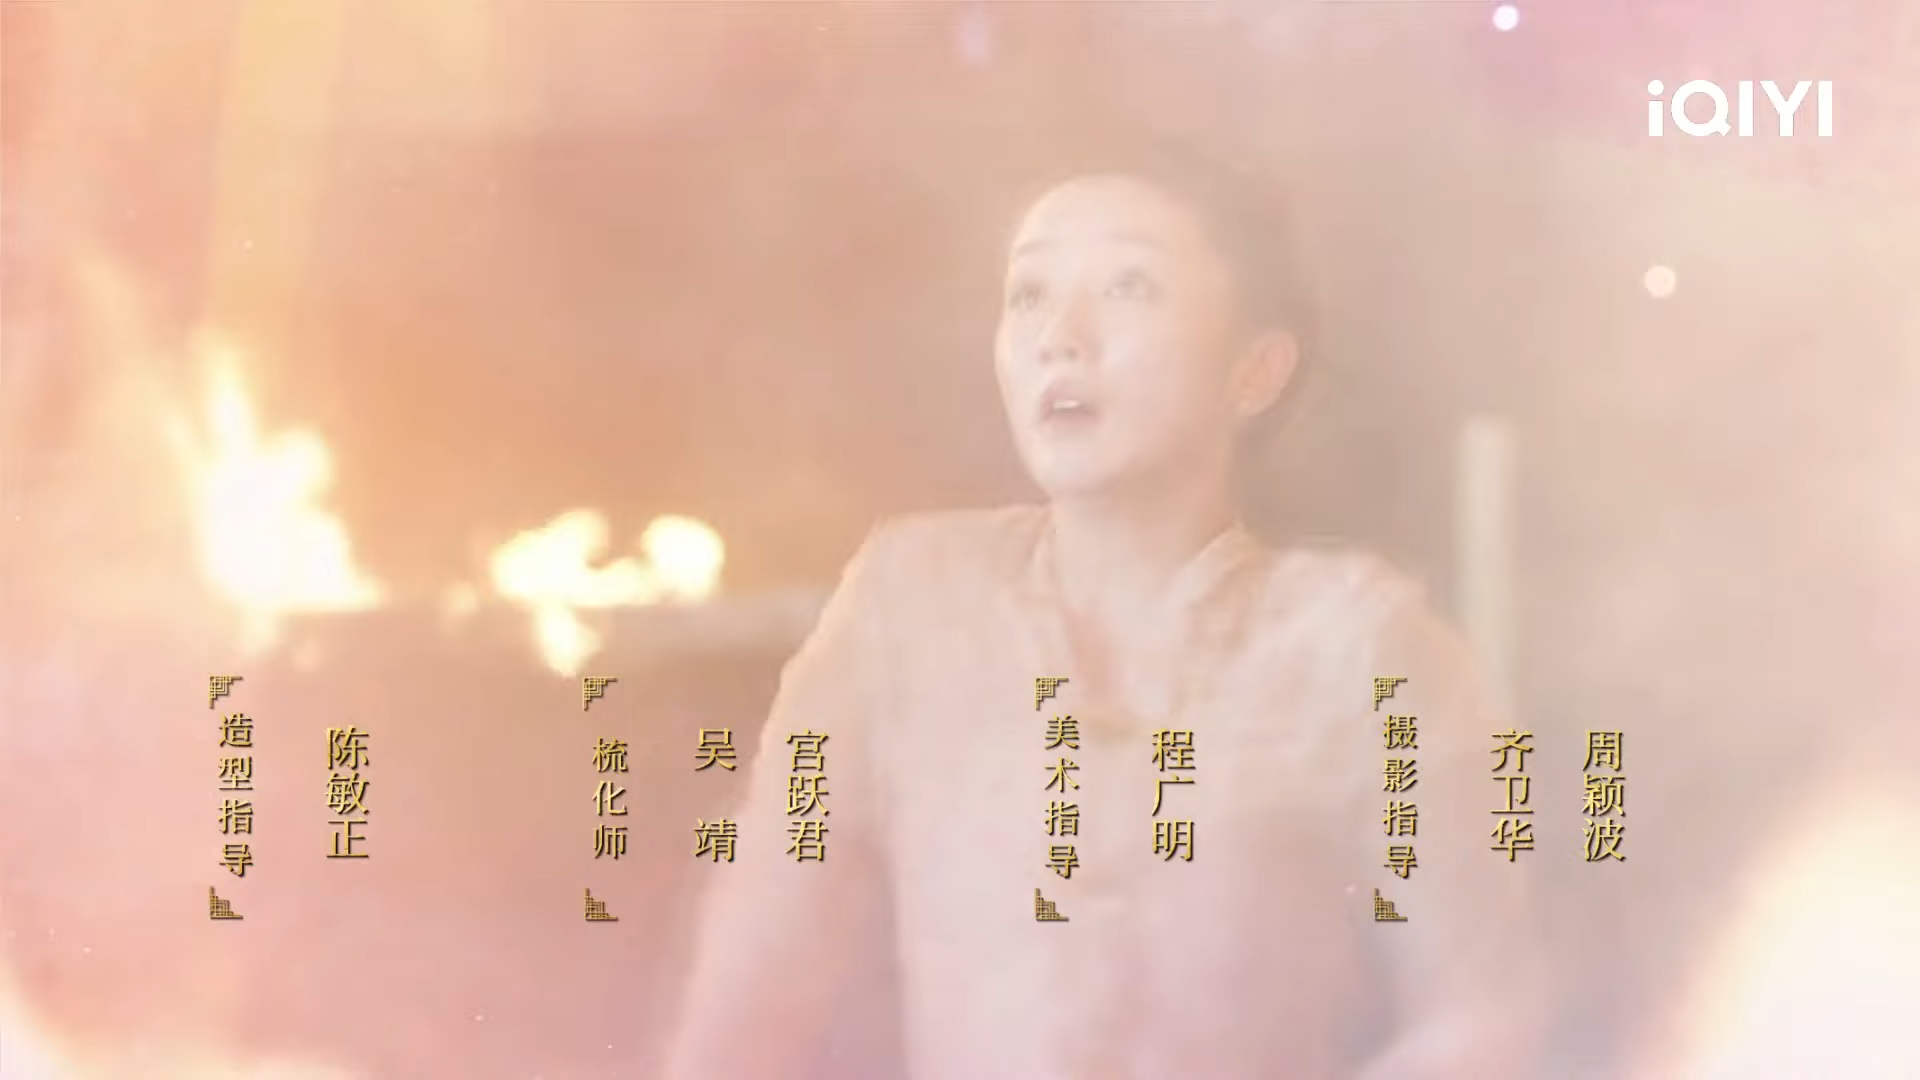 iQIYI
造型指导
陈敏正
梳化师
吴 靖
宫跃君
美术指导
程广明
摄影指导
齐卫华
周颖波